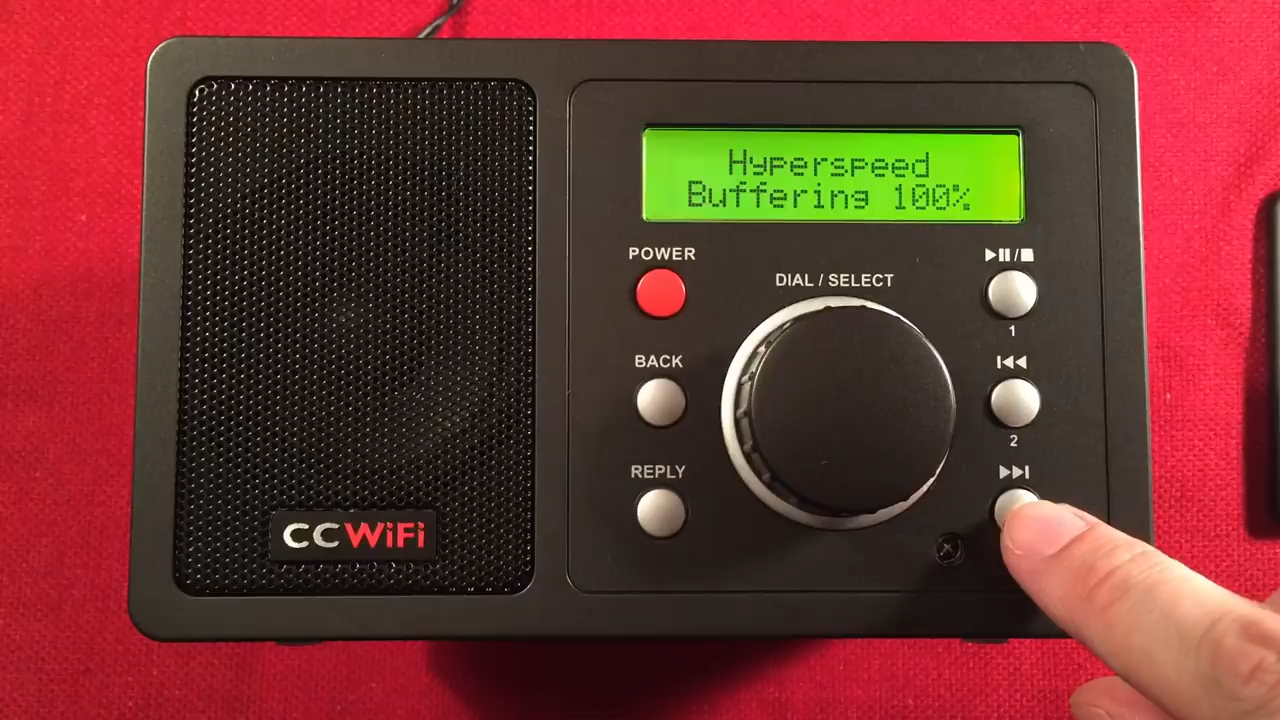 Hyperspeed
Buffering 100%
POWER
DIAL / SELECT
1
BACK
2
REPLY
CCWiFi